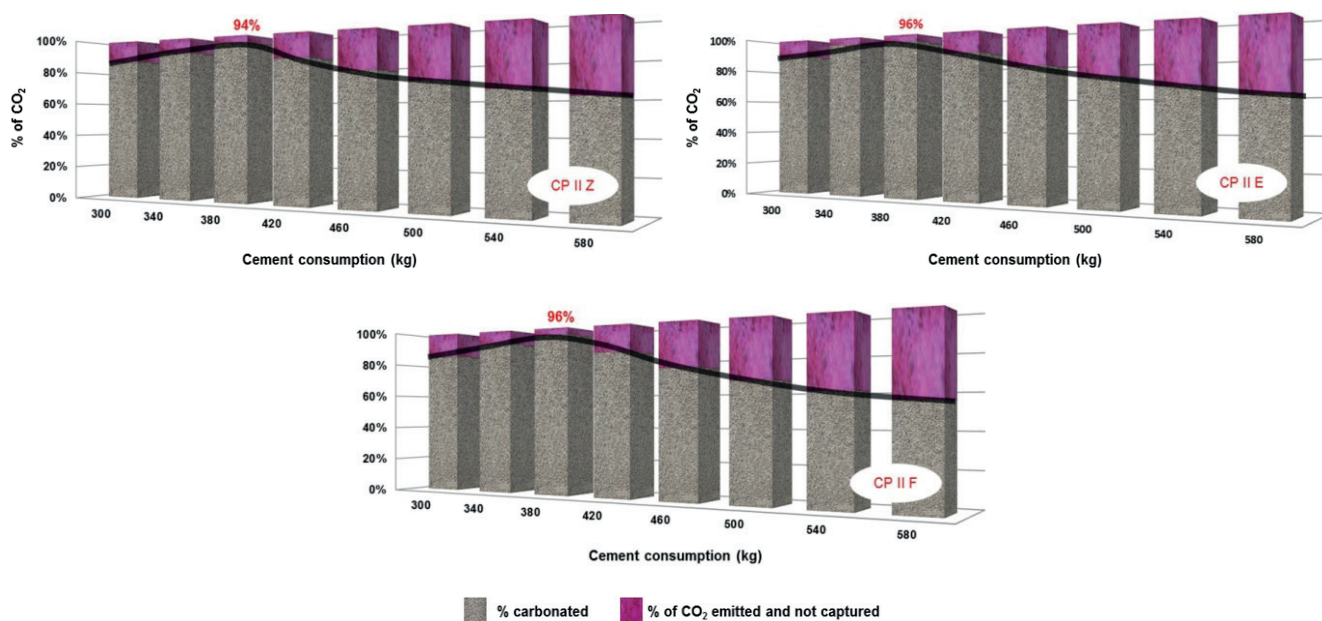 94%
100%
80%
60%
40%
20%
0%
% of CO₂
300 340 380 420 460 500 540 580
CP II Z
Cement consumption (kg)
96%
100%
80%
60%
40%
20%
0%
% of CO₂
300 340 380 420 460 500 540 580
CP II E
Cement consumption (kg)
96%
100%
80%
60%
40%
20%
0%
300 340 380 420 460 500 540 580
CP II F
Cement consumption (kg)
% carbonated % of CO₂ emitted and not captured